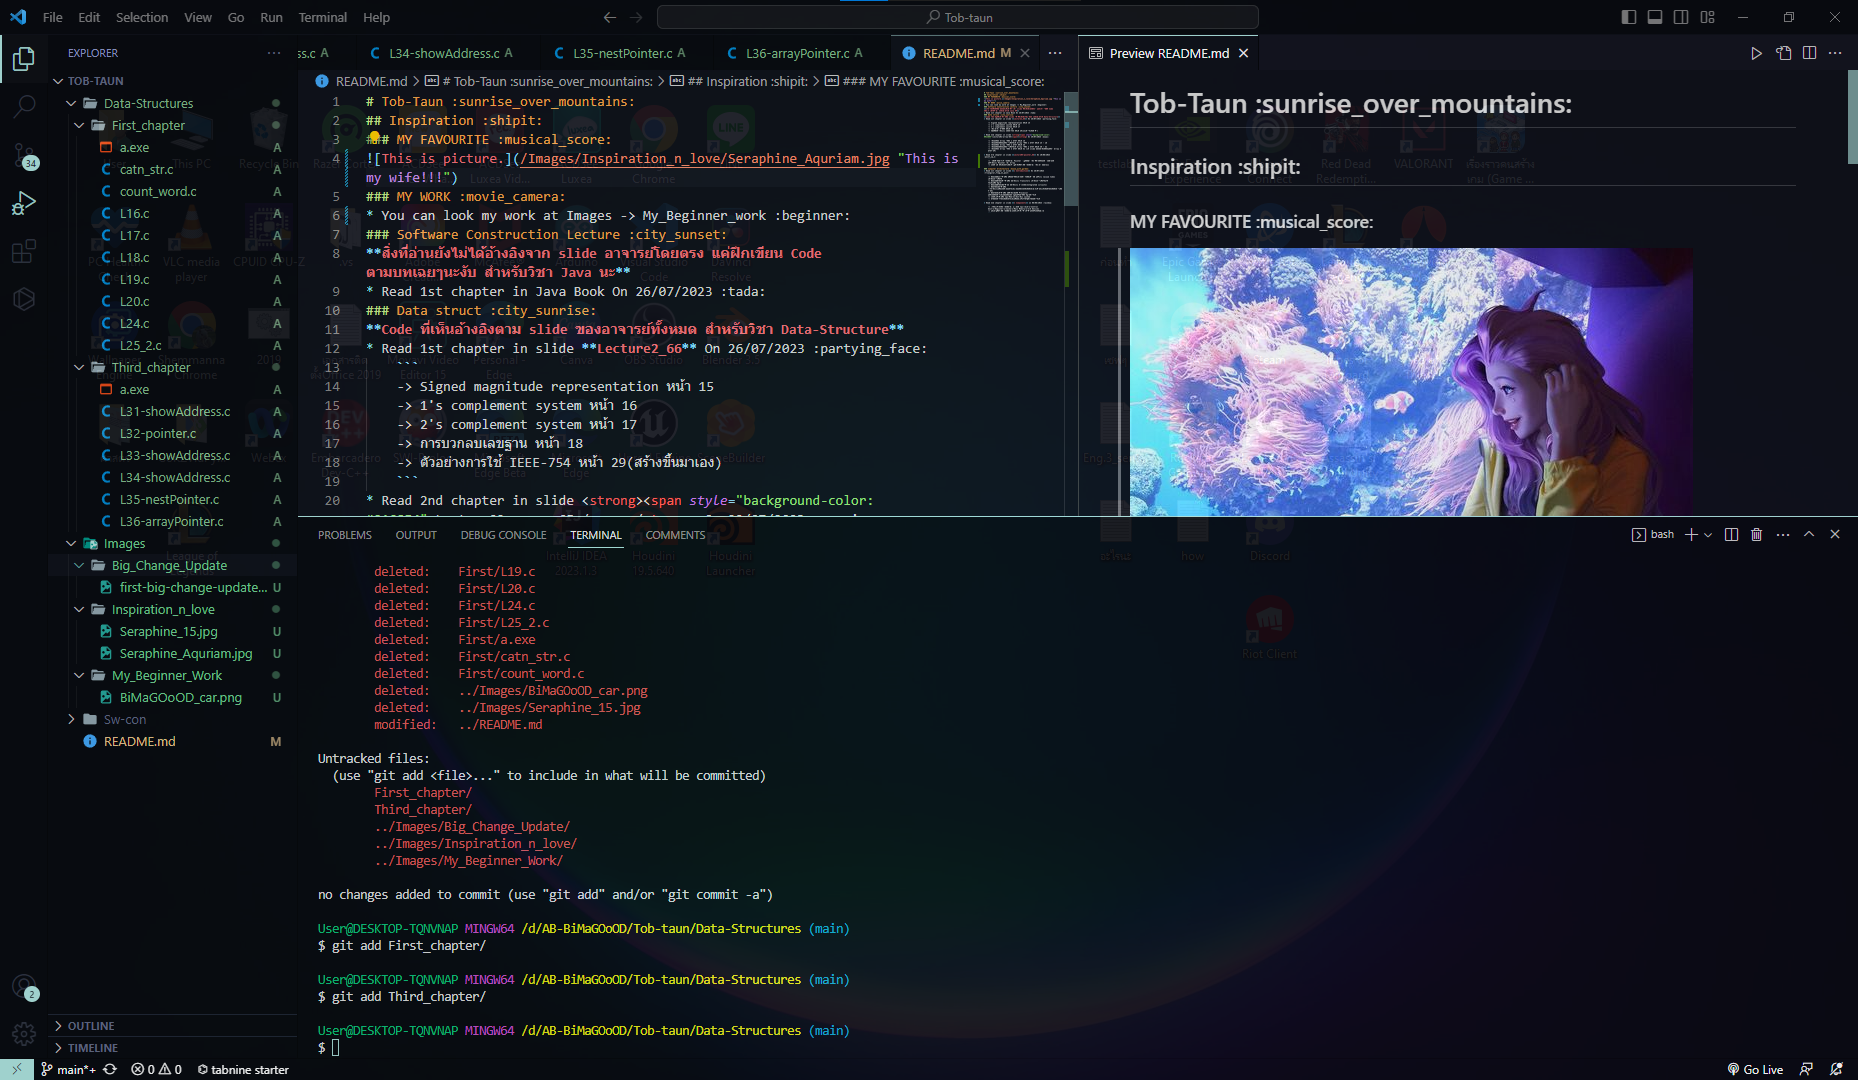 File Edit Selection View Go Run Terminal Help
Tob-taun
EXPLORER
TOB-TAUN
Data-Structures
First_chapter
a.exe A
catn_str.c A
count_word.c A
L16.c A
L17.c A
L18.c A
L19.c A
L20.c A
L24.c A
L25_2.c A
Third_chapter
a.exe A
L31-showAddress.c A
L32-pointer.c A
L33-showAddress.c A
L34-showAddress.c A
L35-nestPointer.c A
L36-arrayPointer.c A
Images
Big_Change_Update
first-big-change-update... U
Inspiration_n_love
Seraphine_15.jpg U
Seraphine_Aquriam.jpg U
My_Beginner_Work
BiMaGOoOD_car.png U
Sw-con
README.md M
OUTLINE
TIMELINE
34
2
ss.c A L34-showAddress.c A L35-nestPointer.c A L36-arrayPointer.c A README.md M
README.md > # Tob-Taun :sunrise_over_mountains: > ## Inspiration :shipit: > ### MY FAVOURITE :musical_score:
1 # Tob-Taun :sunrise_over_mountains:
2 ## Inspiration :shipit:
3 ### MY FAVOURITE :musical_score:
4 ![This is picture.](/Images/Inspiration_n_love/Seraphine_Aquriam.jpg "This is
my wife!!!")
5 ### MY WORK :movie_camera:
6 * You can look my work at Images -> My_Beginner_work :beginner:
7 ### Software Construction Lecture :city_sunset:
8 **สิ่งที่อ่านยังไม่ได้อ้างอิงจาก slide อาจารย์โดยตรง แค่ฝึกเขียน Code
ตามบทเฉยๆนะงับ สำหรับวิชา Java นะ**
9 * Read 1st chapter in Java Book On 26/07/2023 :tada:
10 ### Data struct :city_sunrise:
11 **Code ที่เห็นอ้างอิงตาม slide ของอาจารย์ทั้งหมด สำหรับวิชา Data-Structure**
12 * Read 1st chapter in slide **Lecture2_66** On 26/07/2023 :partying_face:
13 ```
14 -> Signed magnitude representation หน้า 15
15 -> 1's complement system หน้า 16
16 -> 2's complement system หน้า 17
17 -> การบวกลบเลขฐาน หน้า 18
18 -> ตัวอย่างการใช้ IEEE-754 หน้า 29(สร้างขึ้นมาเอง)
19 ```
20 * Read 2nd chapter in slide <strong><span style="background-color:
Preview README.md
Tob-Taun :sunrise_over_mountains:
Inspiration :shipit:
MY FAVOURITE :musical_score:
PROBLEMS OUTPUT DEBUG CONSOLE TERMINAL COMMENTS
bash
deleted: First/L19.c
deleted: First/L20.c
deleted: First/L24.c
deleted: First/L25_2.c
deleted: First/a.exe
deleted: First/catn_str.c
deleted: First/count_word.c
deleted: ../Images/BiMaGOoOD_car.png
deleted: ../Images/Seraphine_15.jpg
modified: ../README.md
Untracked files:
(use "git add <file>..." to include in what will be committed)
First_chapter/
Third_chapter/
../Images/Big_Change_Update/
../Images/Inspiration_n_love/
../Images/My_Beginner_Work/
no changes added to commit (use "git add" and/or "git commit -a")
User@DESKTOP-TQNVNAP MINGW64 /d/AB-BiMaGOoOD/Tob-taun/Data-Structures (main)
$ git add First_chapter/
User@DESKTOP-TQNVNAP MINGW64 /d/AB-BiMaGOoOD/Tob-taun/Data-Structures (main)
$ git add Third_chapter/
User@DESKTOP-TQNVNAP MINGW64 /d/AB-BiMaGOoOD/Tob-taun/Data-Structures (main)
$
main*+ 0 0 tabnine starter
Go Live